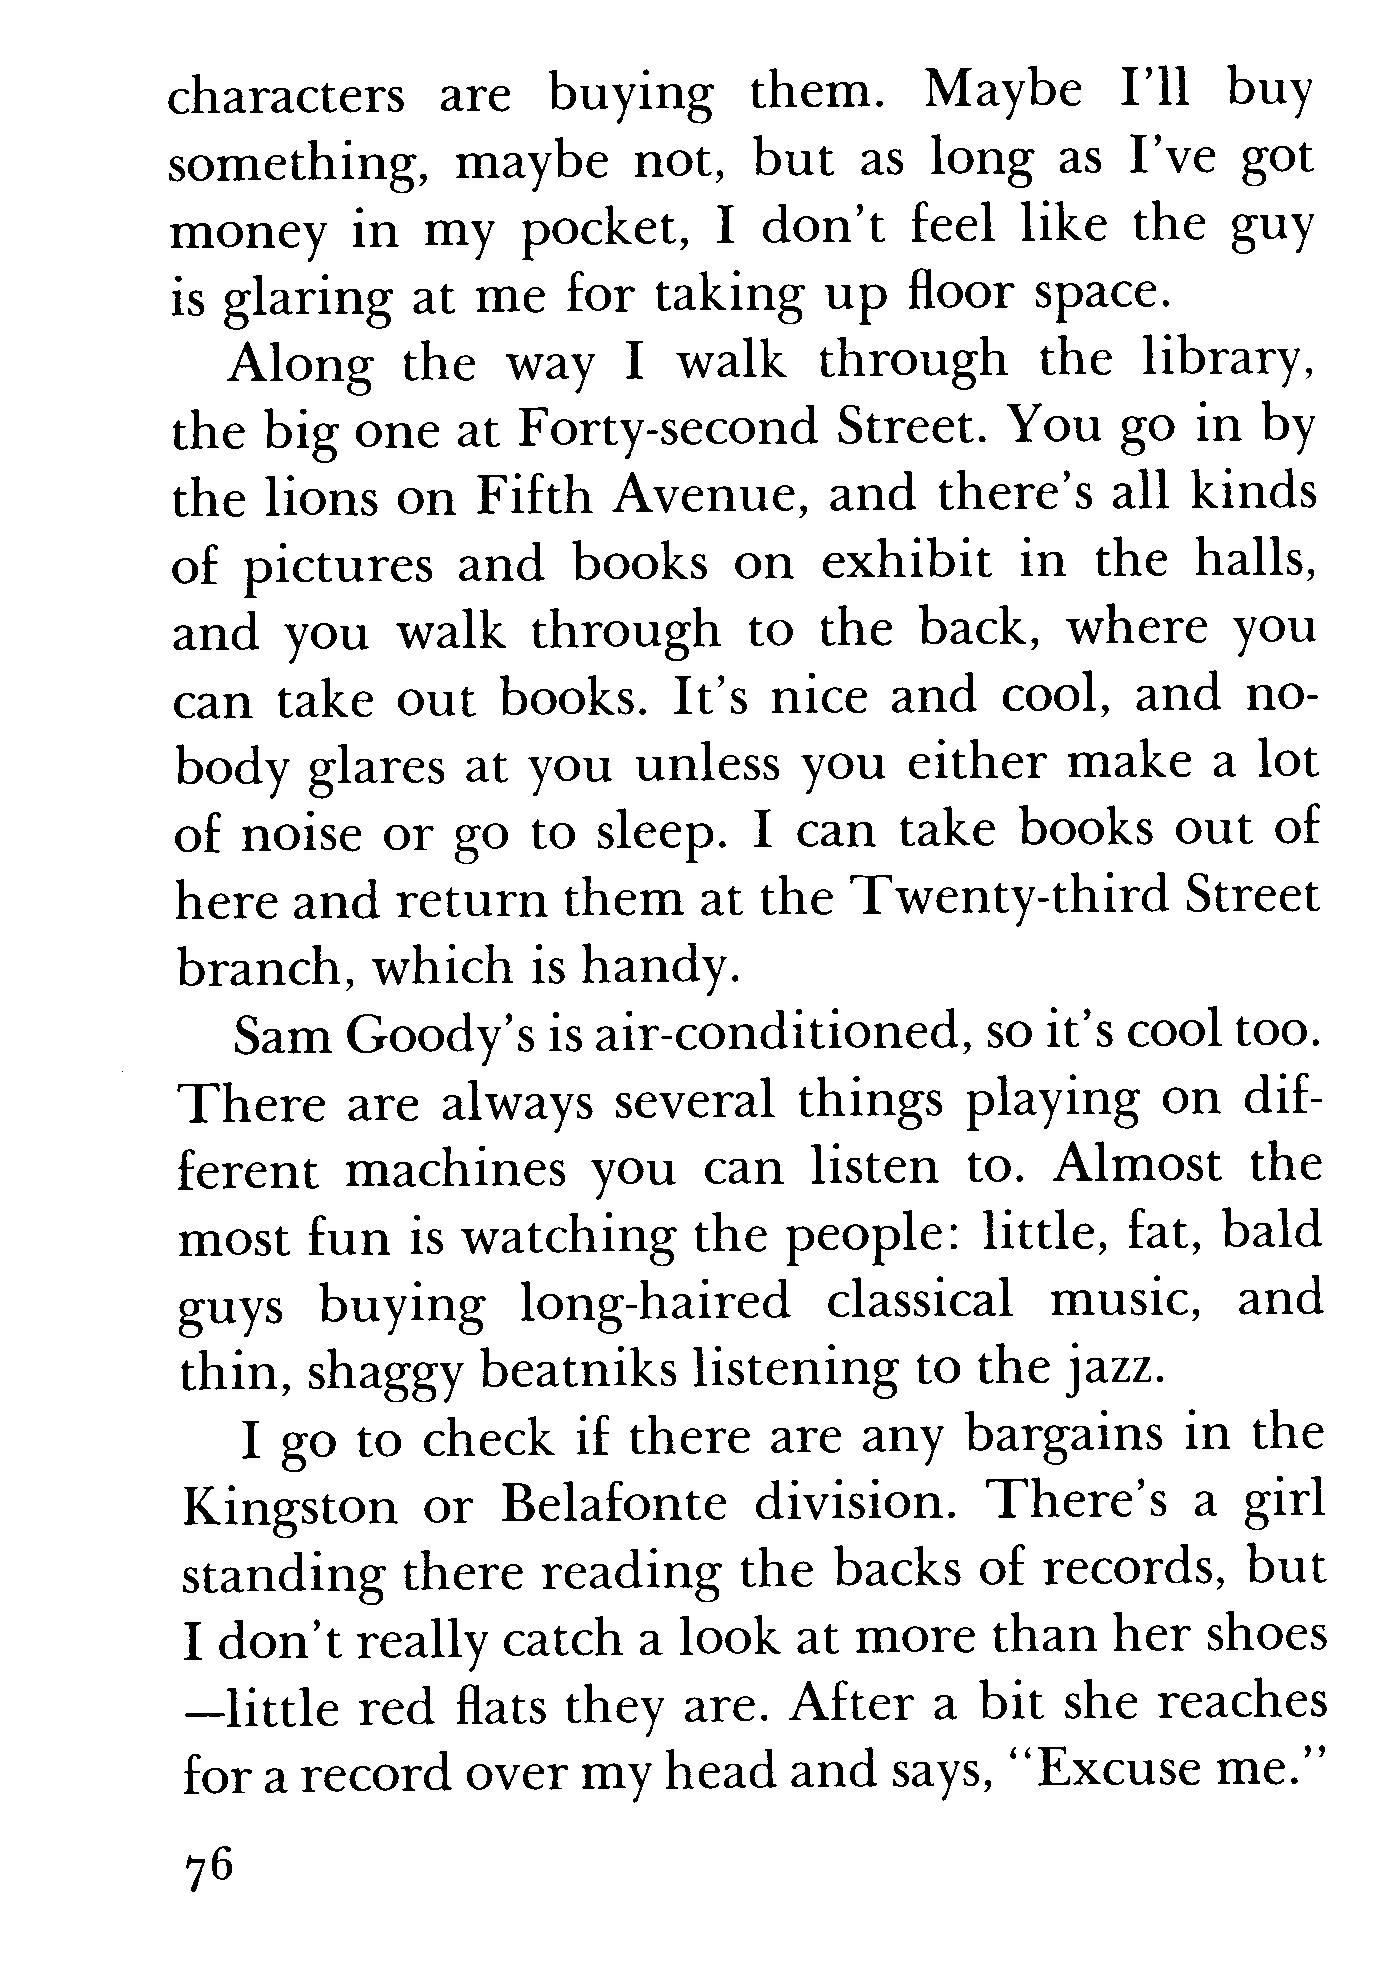 characters are buying them. Maybe I'll buy
something, maybe not, but as long as I've got
money in my pocket, I don't feel like the guy
is glaring at me for taking up floor space.
Along the way I walk through the library,
the big one at Forty-second Street. You go in by
the lions on Fifth Avenue, and there's all kinds
of pictures and books on exhibit in the halls,
and you walk through to the back, where you
can take out books. It's nice and cool, and no-
body glares at you unless you either make a lot
of noise or go to sleep. I can take books out of
here and return them at the Twenty-third Street
branch, which is handy.
Sam Goody's is air-conditioned, so it's cool too.
There are always several things playing on dif-
ferent machines you can listen to. Almost the
most fun is watching the people: little, fat, bald
guys buying long-haired classical music, and
thin, shaggy beatniks listening to the jazz.
I go to check if there are any bargains in the
Kingston or Belafonte division. There's a girl
standing there reading the backs of records, but
I don't really catch a look at more than her shoes
—little red flats they are. After a bit she reaches
for a record over my head and says, "Excuse me."
76